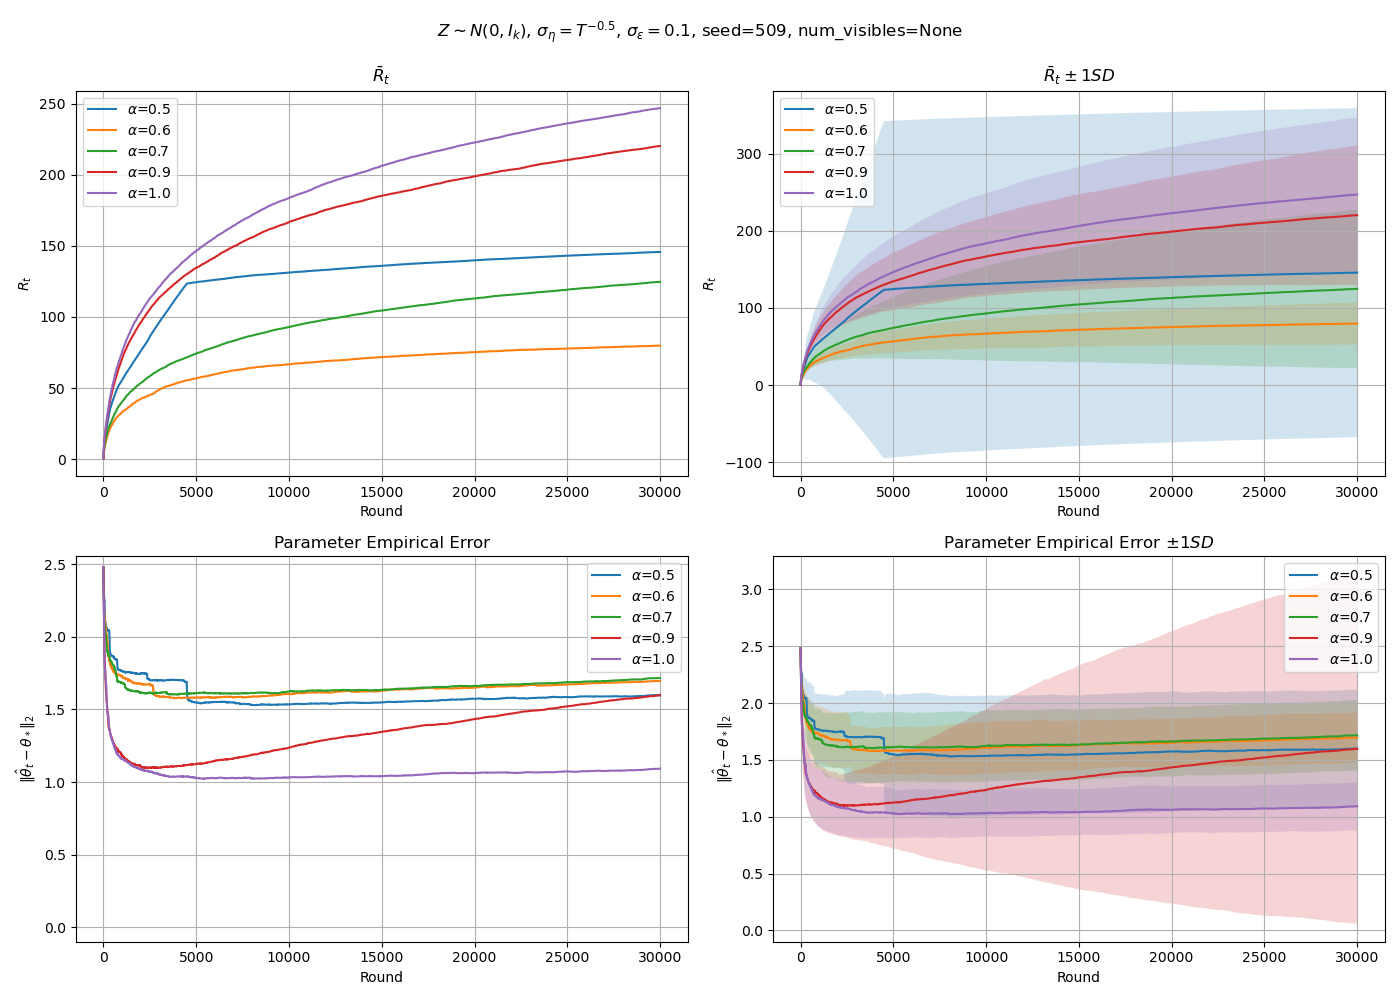 Z ~ N(0, I_k), σ_η = T^{-0.5}, σ_ε = 0.1, seed=509, num_visibles=None
R̄_t
250
200
150
100
50
0
R_t
α=0.5
α=0.6
α=0.7
α=0.9
α=1.0
0 5000 10000 15000 20000 25000 30000
Round
R̄_t ± 1SD
300
200
100
0
−100
R_t
α=0.5
α=0.6
α=0.7
α=0.9
α=1.0
0 5000 10000 15000 20000 25000 30000
Round
Parameter Empirical Error
2.5
2.0
1.5
1.0
0.5
0.0
‖θ̂_t − θ_*‖_2
α=0.5
α=0.6
α=0.7
α=0.9
α=1.0
0 5000 10000 15000 20000 25000 30000
Round
Parameter Empirical Error ±1SD
3.0
2.5
2.0
1.5
1.0
0.5
0.0
‖θ̂_t − θ_*‖_2
α=0.5
α=0.6
α=0.7
α=0.9
α=1.0
0 5000 10000 15000 20000 25000 30000
Round